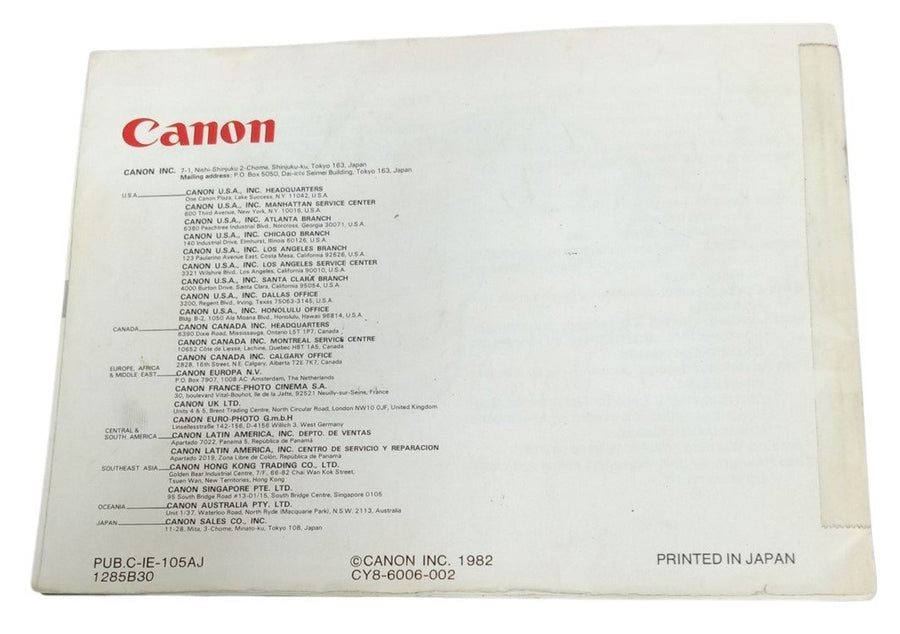 Canon
CANON INC. 7-1, Nishi-Shinjuku 2-Chome, Shinjuku-ku, Tokyo 163, Japan
Mailing address: P.O. Box 5050, Dai-ichi Seimei Building, Tokyo 163, Japan
U.S.A. CANON U.S.A., INC. HEADQUARTERS
One Canon Plaza, Lake Success, N.Y. 11042, U.S.A.
CANON U.S.A., INC. MANHATTAN SERVICE CENTER
600 Third Avenue, New York, N.Y. 10016, U.S.A.
CANON U.S.A., INC. ATLANTA BRANCH
6380 Peachtree Industrial Blvd., Norcross, Georgia 30071, U.S.A.
CANON U.S.A., INC. CHICAGO BRANCH
140 Industrial Drive, Elmhurst, Illinois 60126, U.S.A.
CANON U.S.A., INC. LOS ANGELES BRANCH
123 Paularino Avenue East, Costa Mesa, California 92626, U.S.A.
CANON U.S.A., INC. LOS ANGELES SERVICE CENTER
3321 Wilshire Blvd., Los Angeles, California 90010, U.S.A.
CANON U.S.A., INC. SANTA CLARA BRANCH
4000 Burton Drive, Santa Clara, California 95054, U.S.A.
CANON U.S.A., INC. DALLAS OFFICE
3200, Regent Blvd., Irving, Texas 75063-3145, U.S.A.
CANON U.S.A., INC. HONOLULU OFFICE
Bldg. B-2, 1050 Ala Moana Blvd., Honolulu, Hawaii 96814, U.S.A.
CANADA CANON CANADA INC. HEADQUARTERS
6390 Dixie Road, Mississauga, Ontario L5T 1P7, Canada
CANON CANADA INC. MONTREAL SERVICE CENTRE
10652 Côte de Liesse, Lachine, Quebec H8T 1A5, Canada
CANON CANADA INC. CALGARY OFFICE
2828, 16th Street, N.E. Calgary, Alberta T2E 7K7, Canada
EUROPE, AFRICA
& MIDDLE EAST CANON EUROPA N.V.
P.O. Box 7907, 1008 AC Amsterdam, The Netherlands
CANON FRANCE-PHOTO CINEMA S.A.
30, boulevard Vital-Bouhot, Ile de la Jatte, 92521 Neuilly-sur-Seine, France
CANON UK LTD.
Units 4 & 5, Brent Trading Centre, North Circular Road, London NW10 0JF, United Kingdom
CANON EURO-PHOTO G.m.b.H
Linsellesstraße 142-156, D-4156 Willich 3, West Germany
CENTRAL &
SOUTH AMERICA CANON LATIN AMERICA, INC. DEPTO. DE VENTAS
Apartado 7022, Panamá 5, República de Panamá
CANON LATIN AMERICA, INC. CENTRO DE SERVICIO Y REPARACION
Apartado 2019, Zona Libre de Colón, República de Panamá
SOUTHEAST ASIA CANON HONG KONG TRADING CO., LTD.
Golden Bear Industrial Centre, 7/F, 66-82 Chai Wan Kok Street,
Tsuen Wan, New Territories, Hong Kong
CANON SINGAPORE PTE. LTD.
95 South Bridge Road #13-01/15, South Bridge Centre, Singapore 0105
OCEANIA CANON AUSTRALIA PTY. LTD.
Unit 1/37, Waterloo Road, North Ryde (Macquarie Park), N.S.W. 2113, Australia
JAPAN CANON SALES CO., INC.
11-28, Mita, 3-Chome, Minato-ku, Tokyo 108, Japan
PUB.C-IE-105AJ ©CANON INC. 1982 PRINTED IN JAPAN
1285B30 CY8-6006-002